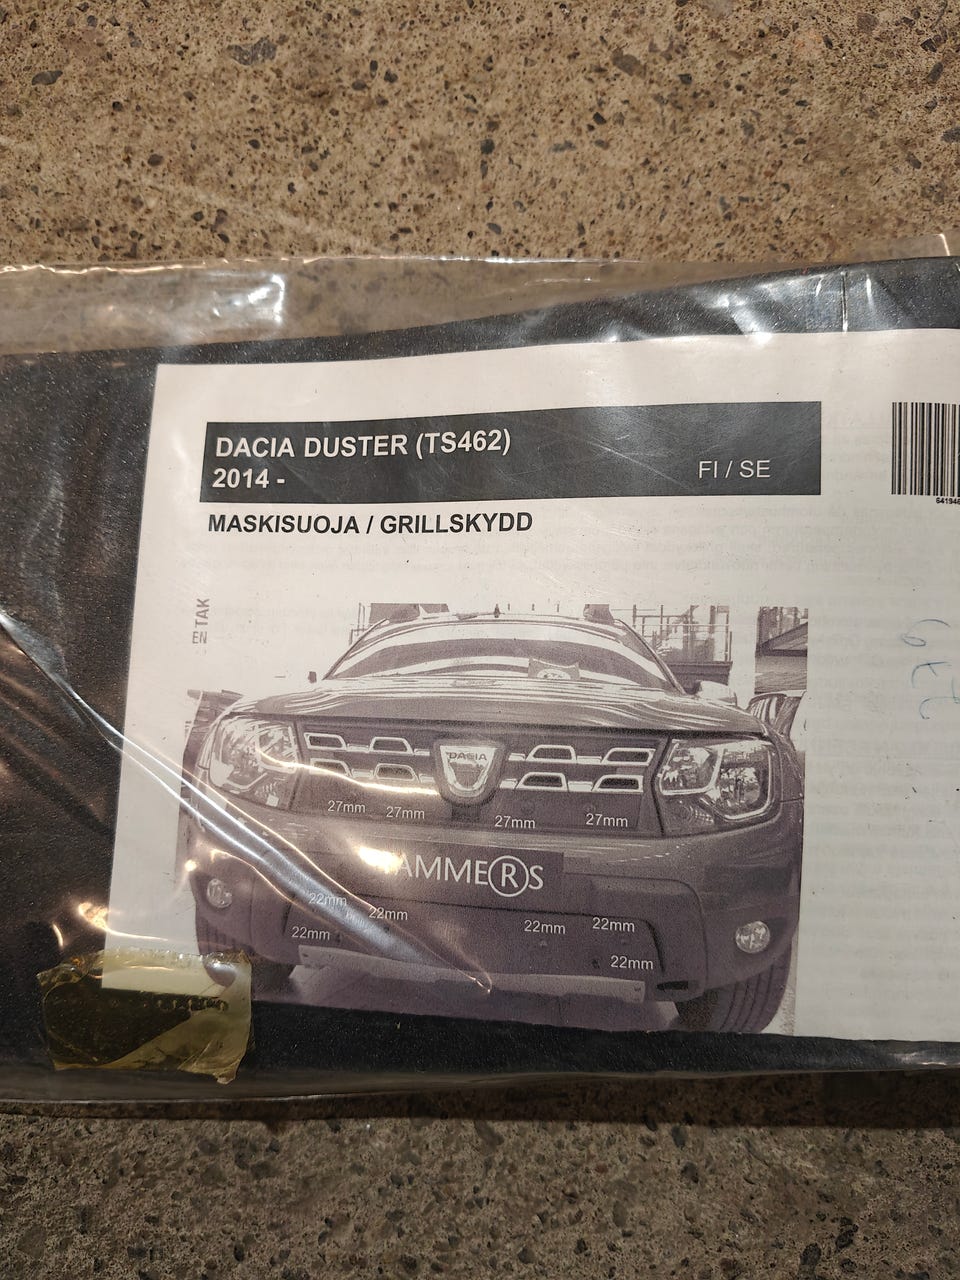 DACIA DUSTER (TS462)
2014 -
FI / SE
MASKISUOJA / GRILLSKYDD
TAK
EN
DACIA
27mm 27mm 27mm 27mm
AMME®S
22mm 22mm 22mm 22mm
22mm 22mm